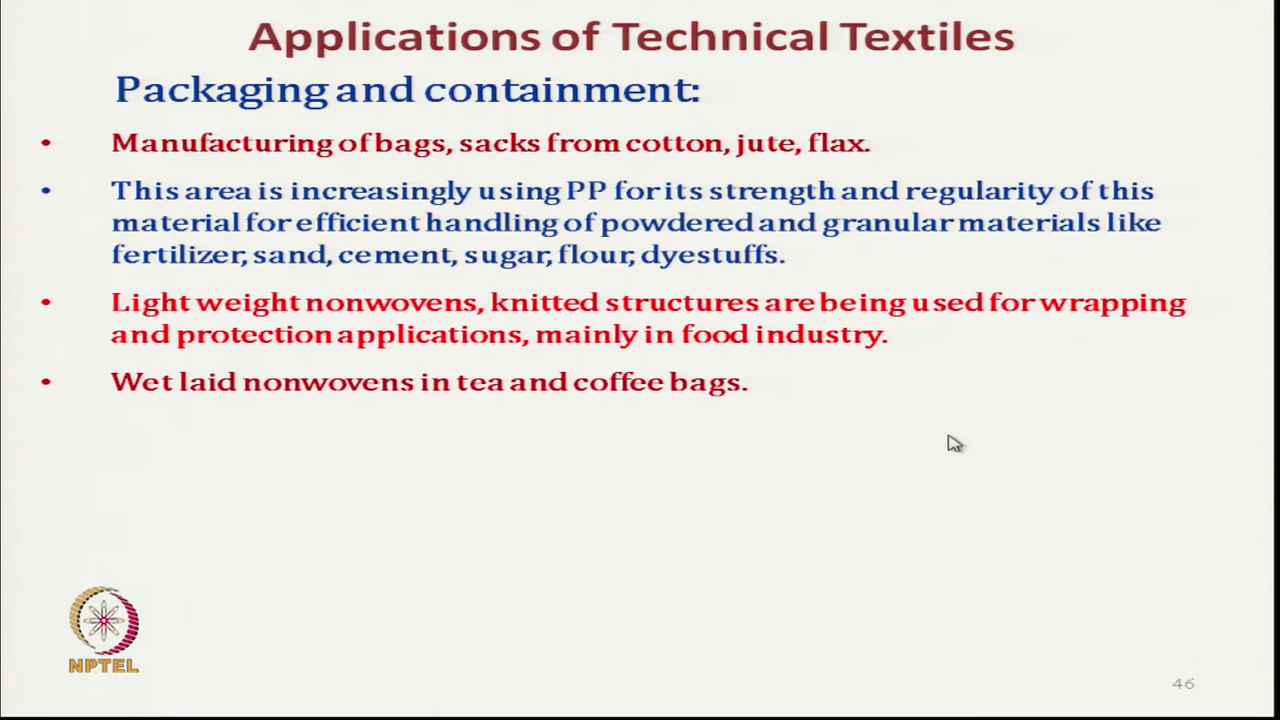 Applications of Technical Textiles
Packaging and containment:
• Manufacturing of bags, sacks from cotton, jute, flax.
• This area is increasingly using PP for its strength and regularity of this
material for efficient handling of powdered and granular materials like
fertilizer, sand, cement, sugar, flour, dyestuffs.
• Light weight nonwovens, knitted structures are being used for wrapping
and protection applications, mainly in food industry.
• Wet laid nonwovens in tea and coffee bags.
NPTEL
46